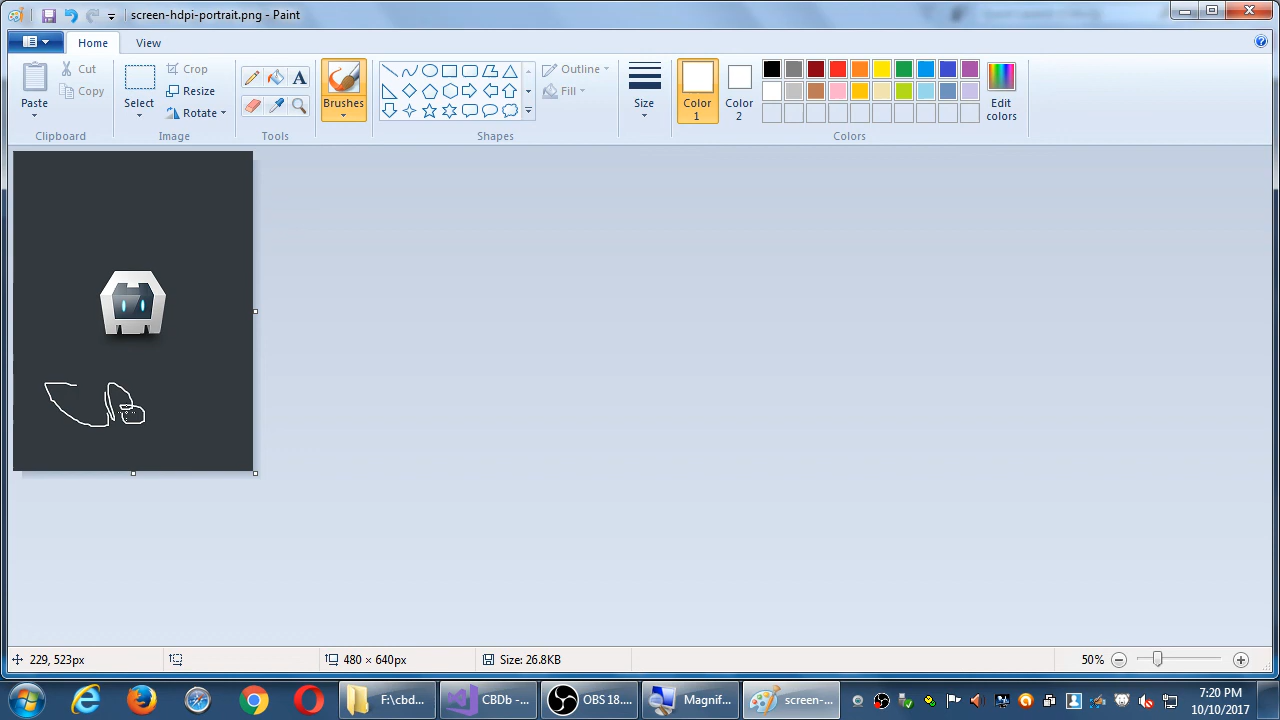 screen-hdpi-portrait.png - Paint
Home View
Paste
Cut
Copy
Clipboard
Select
Crop
Resize
Rotate
Image
A
Tools
Brushes
Shapes
Outline
Fill
Size
Color 1
Color 2
Edit colors
Colors
229, 523px
480 × 640px
Size: 26.8KB
50%
F:\cbd...
CBDb -...
OBS 18....
Magnif...
screen-...
7:20 PM
10/10/2017